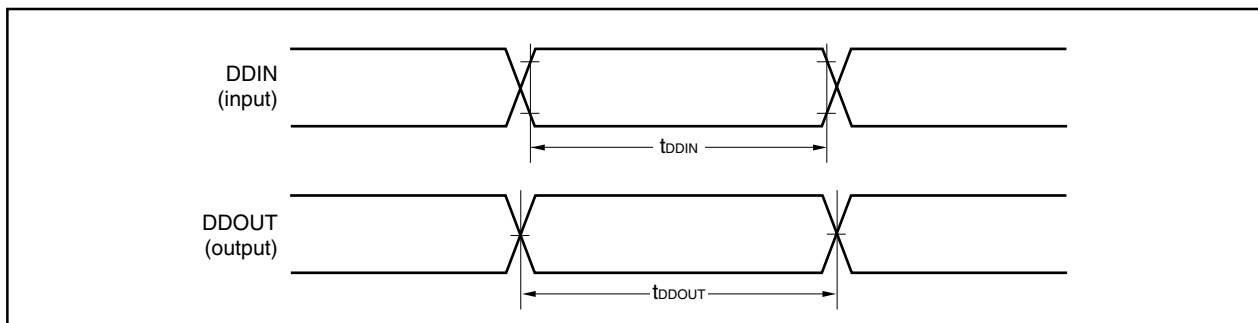 DDIN
(input)
tDDIN
DDOUT
(output)
tDDOUT